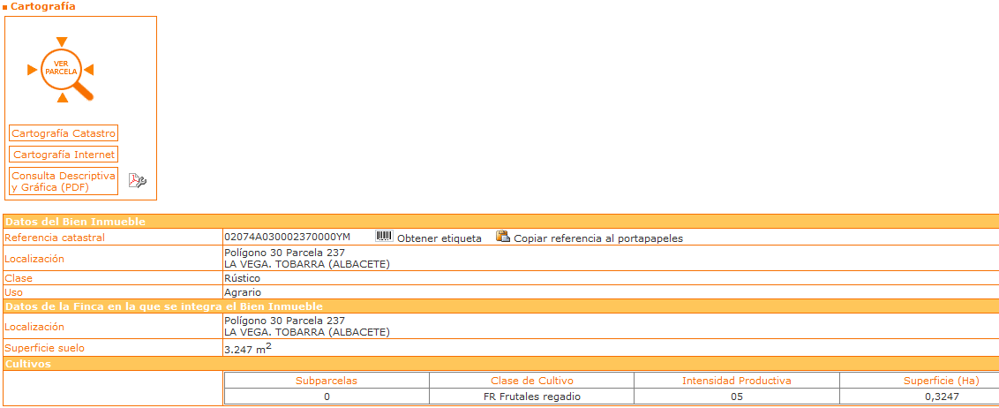 Cartografía
VER
PARCELA
Cartografía Catastro
Cartografía Internet
Consulta Descriptiva
y Gráfica (PDF)
Datos del Bien Inmueble
Referencia catastral 02074A030002370000YM Obtener etiqueta Copiar referencia al portapapeles
Localización Polígono 30 Parcela 237
LA VEGA. TOBARRA (ALBACETE)
Clase Rústico
Uso Agrario
Datos de la Finca en la que se integra el Bien Inmueble
Localización Polígono 30 Parcela 237
LA VEGA. TOBARRA (ALBACETE)
Superficie suelo 3.247 m²
Cultivos
Subparcelas Clase de Cultivo Intensidad Productiva Superficie (Ha)
0 FR Frutales regadio 05 0,3247